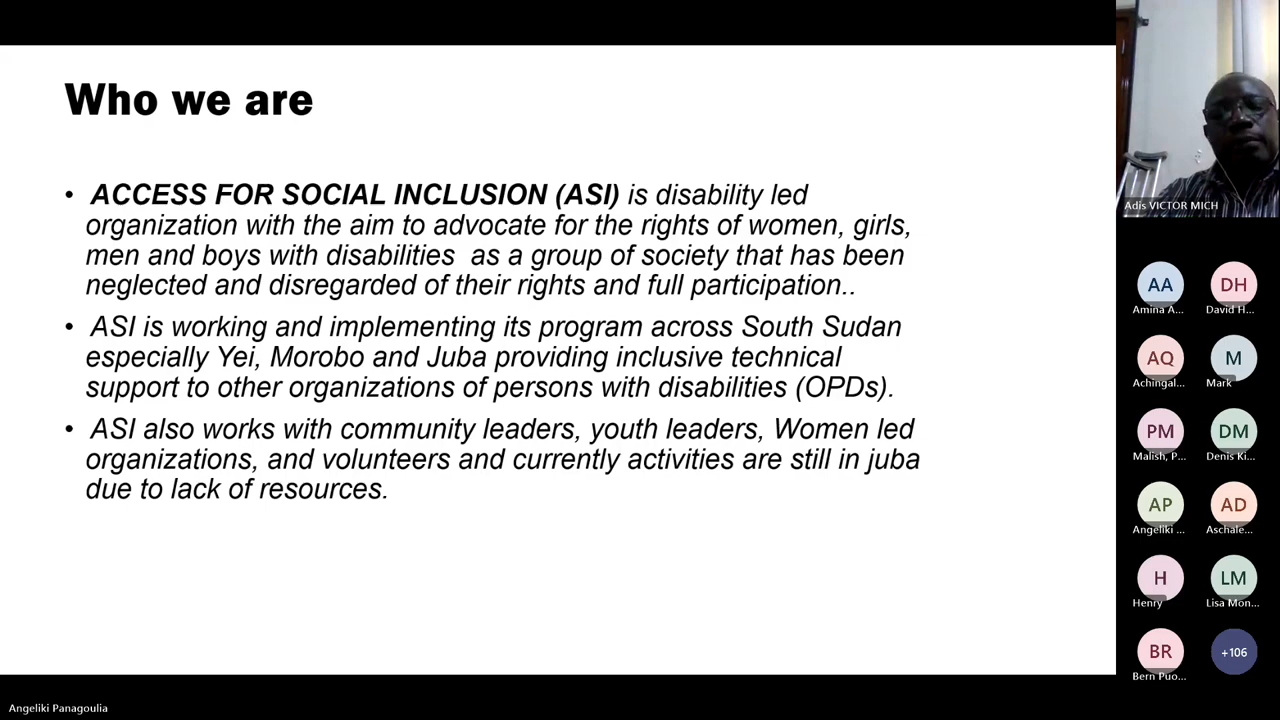 Who we are
• ACCESS FOR SOCIAL INCLUSION (ASI) is disability led
organization with the aim to advocate for the rights of women, girls,
men and boys with disabilities as a group of society that has been
neglected and disregarded of their rights and full participation..
• ASI is working and implementing its program across South Sudan
especially Yei, Morobo and Juba providing inclusive technical
support to other organizations of persons with disabilities (OPDs).
• ASI also works with community leaders, youth leaders, Women led
organizations, and volunteers and currently activities are still in juba
due to lack of resources.
Adis VICTOR MICH
AA DH
Amina A... David H...
AQ M
Achingal... Mark
PM DM
Malish, P... Denis Ki...
AP AD
Angeliki ... Aschale...
H LM
Henry Lisa Mon...
BR +106
Bern Puo...
Angeliki Panagoulia